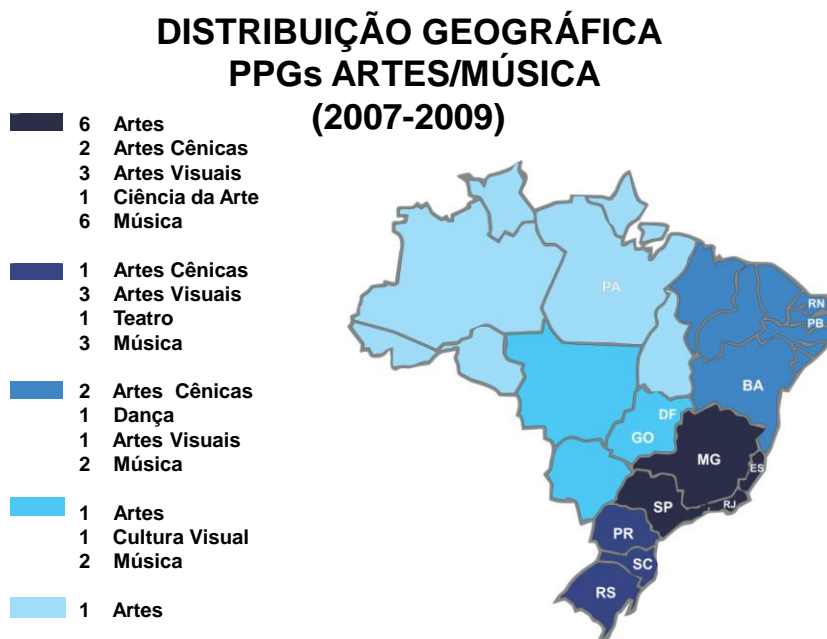 DISTRIBUIÇÃO GEOGRÁFICA
PPGs ARTES/MÚSICA
(2007-2009)
6 Artes
2 Artes Cênicas
3 Artes Visuais
1 Ciência da Arte
6 Música
1 Artes Cênicas
3 Artes Visuais
1 Teatro
3 Música
2 Artes Cênicas
1 Dança
1 Artes Visuais
2 Música
1 Artes
1 Cultura Visual
2 Música
1 Artes
PA
RN
PB
BA
DF
GO
MG
ES
SP
RJ
PR
SC
RS